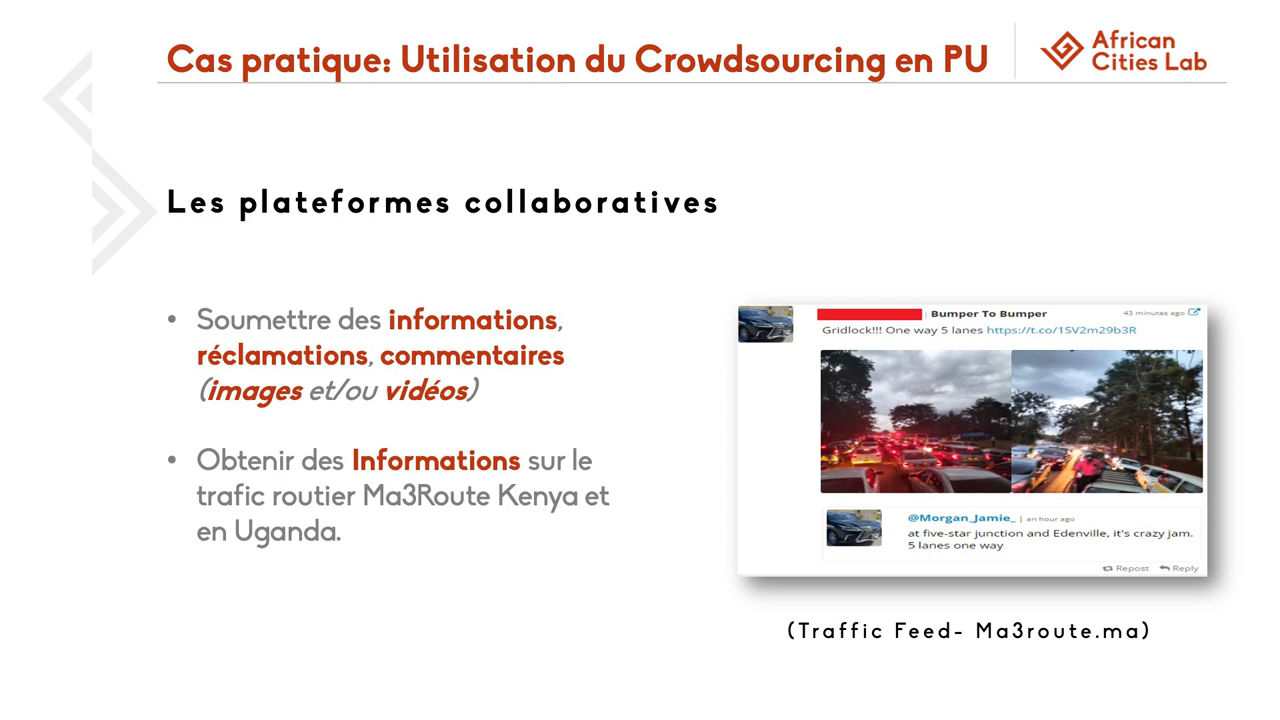 Cas pratique: Utilisation du Crowdsourcing en PU
African
Cities Lab
Les plateformes collaboratives
• Soumettre des informations,
réclamations, commentaires
(images et/ou vidéos)
• Obtenir des Informations sur le
trafic routier Ma3Route Kenya et
en Uganda.
| Bumper To Bumper 43 minutes ago
Gridlock!!! One way 5 lanes https://t.co/1SV2m29b3R
@Morgan_Jamie_ | an hour ago
at five-star junction and Edenville, it's crazy jam.
5 lanes one way
Repost Reply
(Traffic Feed- Ma3route.ma)